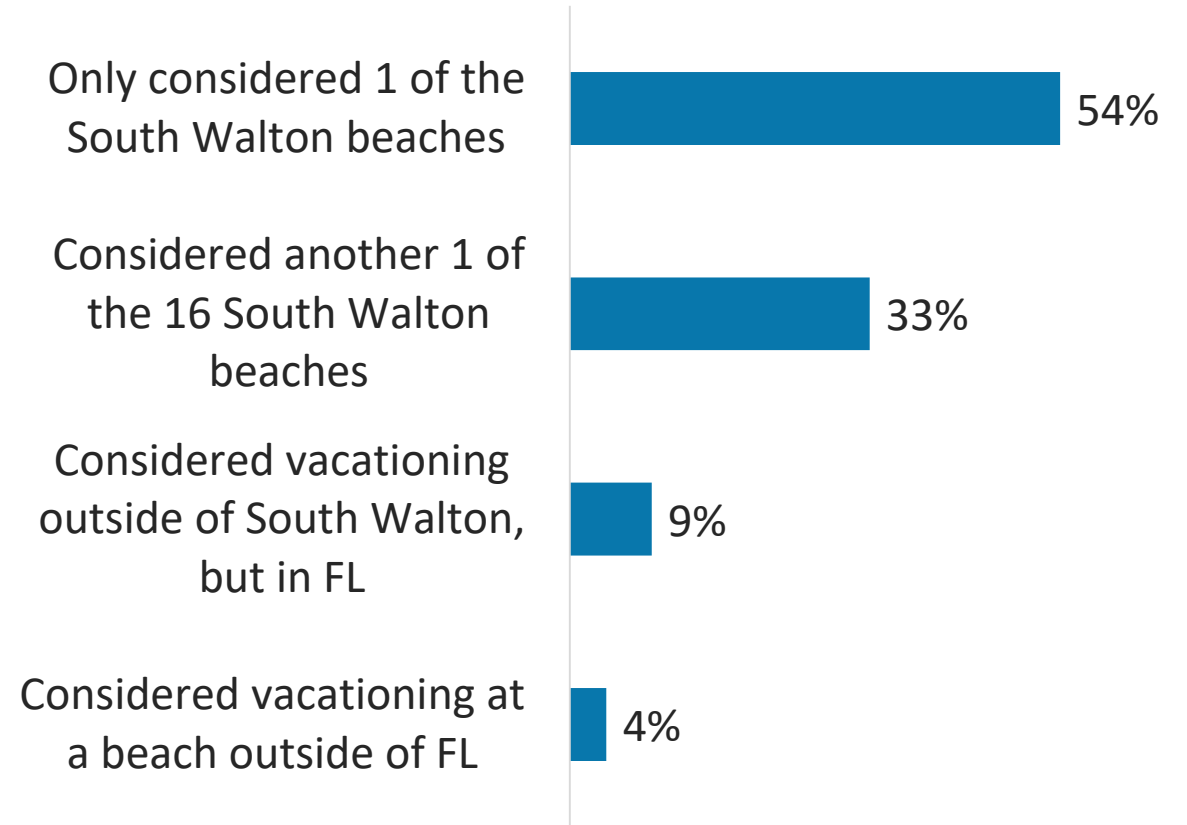 Only considered 1 of the
South Walton beaches
54%
Considered another 1 of
the 16 South Walton
beaches
33%
Considered vacationing
outside of South Walton,
but in FL
9%
Considered vacationing at
a beach outside of FL
4%